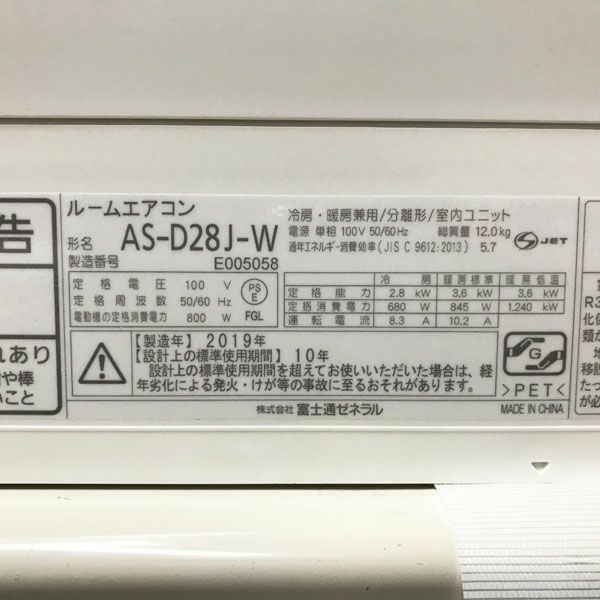 告
れあり
や棒
いこと
ルームエアコン
形名 AS-D28J-W
製造番号 E005058
冷房・暖房兼用/分離形/室内ユニット
電源 単相 100V 50/60Hz 総質量 12.0kg
通年エネルギー消費効率 (JIS C 9612:2013) 5.7
S JET
定格電圧 100 V
定格周波数 50/60 Hz
電動機の定格消費電力 800 W
PS
E
FGL
冷房 暖房標準 暖房低温
定格能力 2.8 kW 3.6 kW 3.6 kW
定格消費電力 680 W 845 W 1.240 kW
運転電流 8.3 A 10.2 A
【製造年】2019年
【設計上の標準使用期間】10年
設計上の標準使用期間を超えてお使いいただいた場合は、経
年劣化による発火・けが等の事故に至るおそれがあります。
G
>PET<
株式会社 富士通ゼネラル
MADE IN CHINA
R3
化
類が
地
移設
たっ
が必